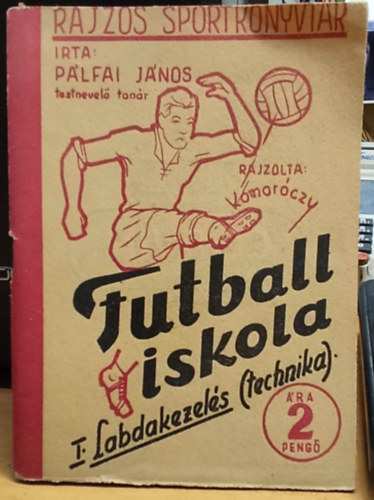 RAJZOS SPORTKÖNYVTÁR
IRTA:
PÁLFAI JÁNOS
testnevelő tanár
RAJZOLTA:
Komaróczy
Futball
iskola
I. Labdakezelés (technika).
ÁRA
2
PENGŐ